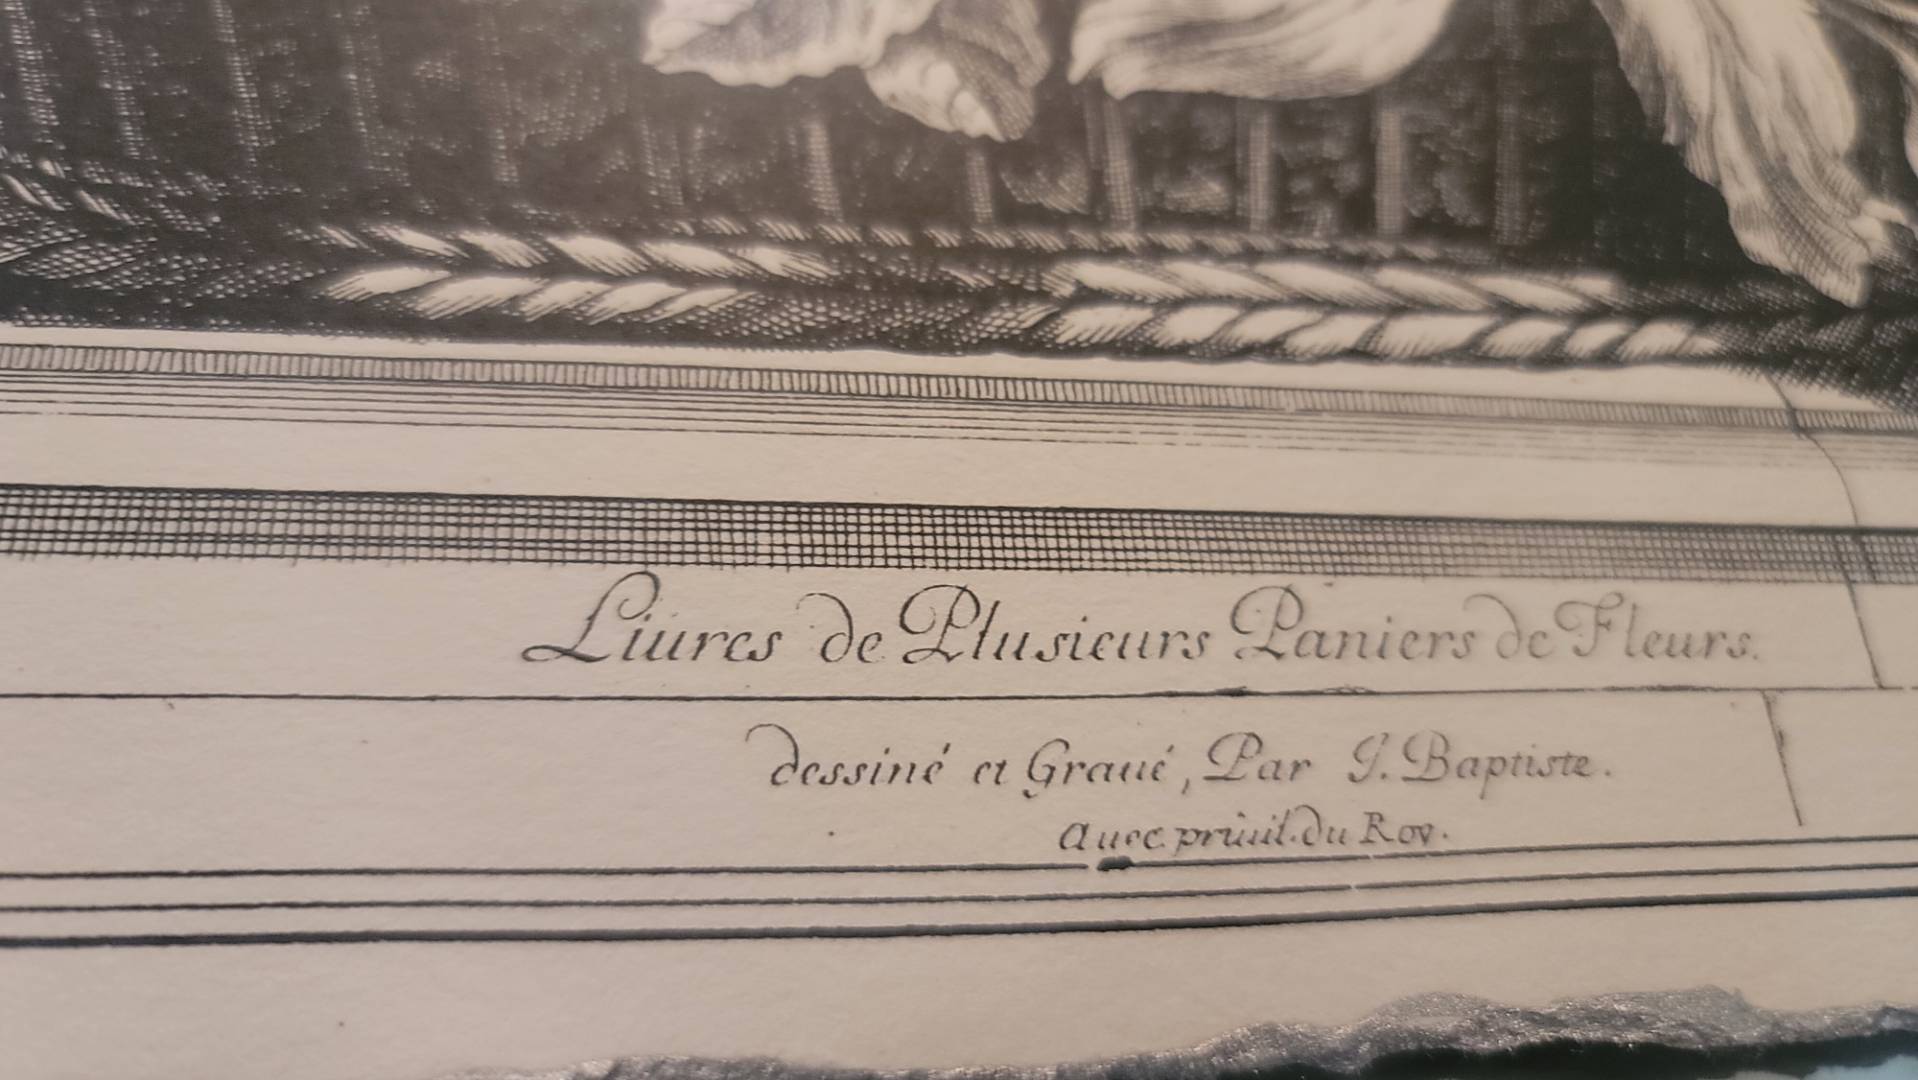 Liures de Plusieurs Paniers de Fleurs.
dessiné et Graué, Par J. Baptiste.
auec priuil. du Roy.